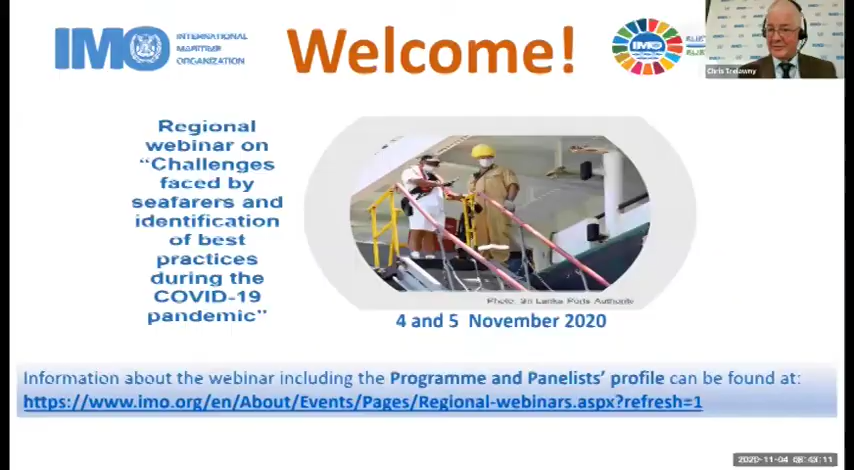 IMO
INTERNATIONAL
MARITIME
ORGANIZATION
Welcome!
IMO
Chris Trelawny
Regional
webinar on
“Challenges
faced by
seafarers and
identification
of best
practices
during the
COVID-19
pandemic”
Photo: Sri Lanka Ports Authority
4 and 5 November 2020
Information about the webinar including the Programme and Panelists’ profile can be found at:
https://www.imo.org/en/About/Events/Pages/Regional-webinars.aspx?refresh=1